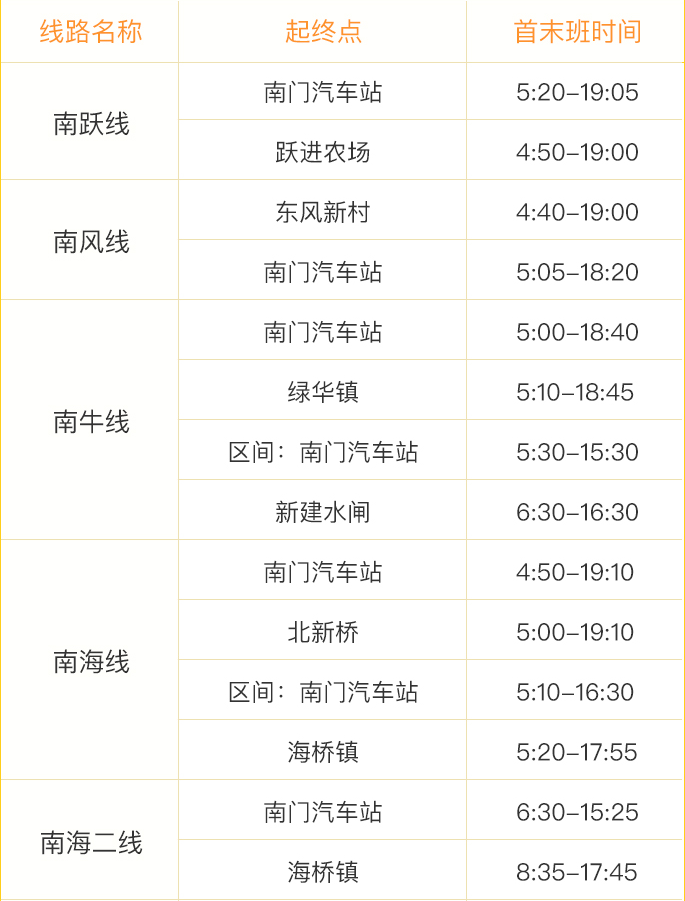 线路名称 起终点 首末班时间
南跃线
南门汽车站 5:20–19:05
跃进农场 4:50–19:00
南风线
东风新村 4:40–19:00
南门汽车站 5:05–18:20
南牛线
南门汽车站 5:00–18:40
绿华镇 5:10–18:45
区间：南门汽车站 5:30–15:30
新建水闸 6:30–16:30
南海线
南门汽车站 4:50–19:10
北新桥 5:00–19:10
区间：南门汽车站 5:10–16:30
海桥镇 5:20–17:55
南海二线
南门汽车站 6:30–15:25
海桥镇 8:35–17:45